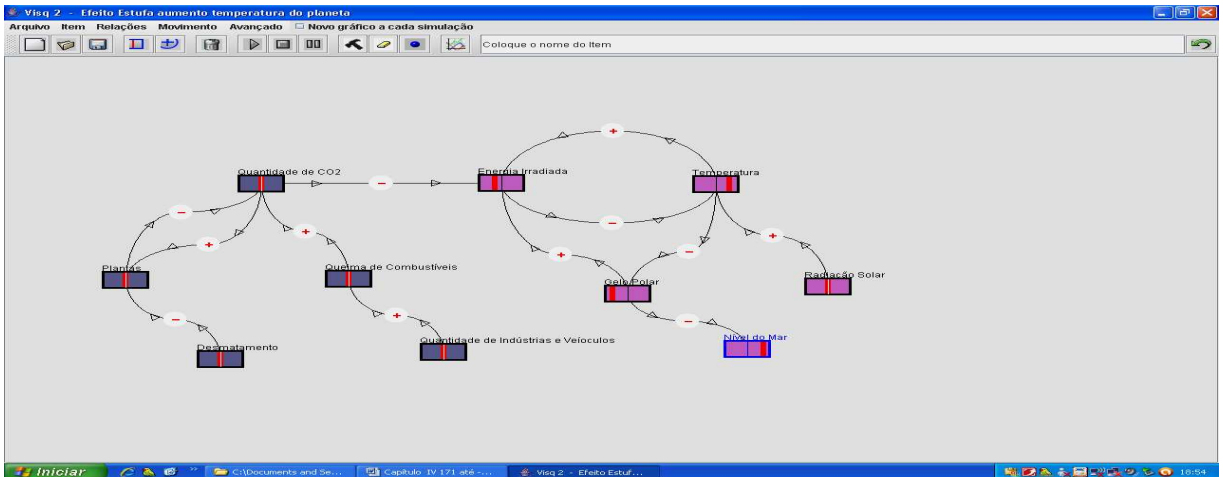 Visq 2 - Efeito Estufa aumento temperatura do planeta
Arquivo Item Relações Movimento Avançado Novo gráfico a cada simulação
Coloque o nome do Item
+
Quantidade de CO2
-
Energia Irradiada
Temperatura
-
-
+
+
+
-
+
Plantas
Queima de Combustíveis
Gelo Polar
Radiação Solar
-
+
-
Desmatamento
Quantidade de Indústrias e Veíoculos
Nível do Mar
Iniciar
C:\Documents and Se...
Capítulo IV 171 até -...
Visq 2 - Efeito Estuf...
18:54